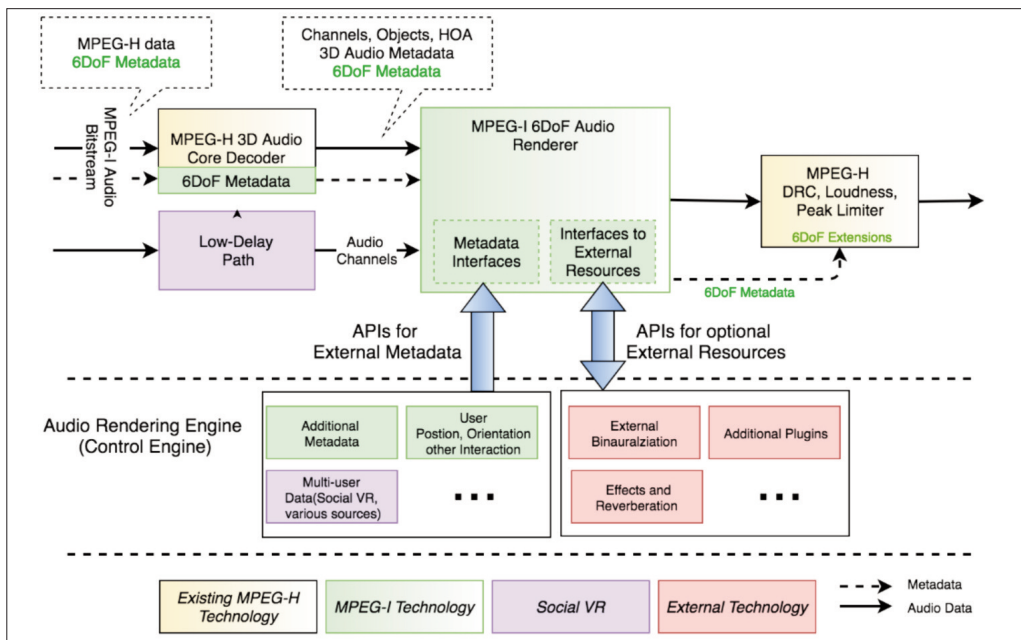 MPEG-H data
6DoF Metadata
Channels, Objects, HOA
3D Audio Metadata
6DoF Metadata
MPEG-I Audio
Bitstream
MPEG-H 3D Audio
Core Decoder
6DoF Metadata
Low-Delay
Path
Audio
Channels
MPEG-I 6DoF Audio
Renderer
Metadata
Interfaces
Interfaces to
External
Resources
MPEG-H
DRC, Loudness,
Peak Limiter
6DoF Extensions
6DoF Metadata
APIs for
External Metadata
APIs for optional
External Resources
Audio Rendering Engine
(Control Engine)
Additional
Metadata
User
Postion, Orientation
other Interaction
Multi-user
Data(Social VR,
various sources)
External
Binauralziation
Additional Plugins
Effects and
Reverberation
Existing MPEG-H
Technology
MPEG-I Technology
Social VR
External Technology
Metadata
Audio Data